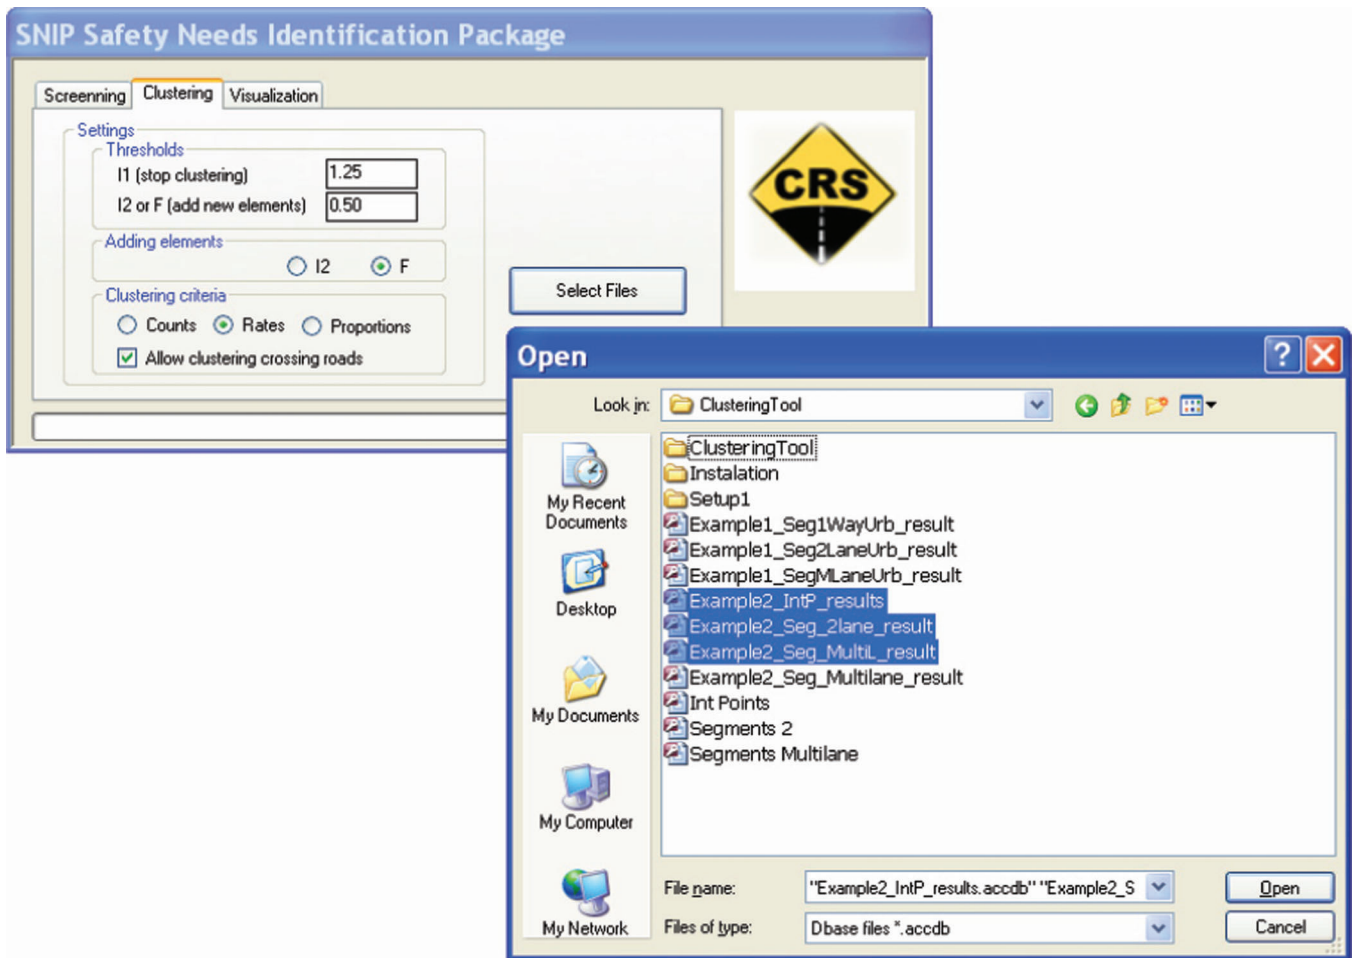 SNIP Safety Needs Identification Package
Screenning Clustering Visualization
Settings
Thresholds
I1 (stop clustering) 1.25
I2 or F (add new elements) 0.50
Adding elements
I2 F
Clustering criteria
Counts Rates Proportions
Allow clustering crossing roads
Select Files
CRS
Open
Look in: ClusteringTool
My Recent Documents
Desktop
My Documents
My Computer
My Network
ClusteringTool
Instalation
Setup1
Example1_Seg1WayUrb_result
Example1_Seg2LaneUrb_result
Example1_SegMLaneUrb_result
Example2_IntP_results
Example2_Seg_2lane_result
Example2_Seg_MultiL_result
Example2_Seg_Multilane_result
Int Points
Segments 2
Segments Multilane
File name: "Example2_IntP_results.accdb" "Example2_S
Open
Files of type: Dbase files *.accdb
Cancel